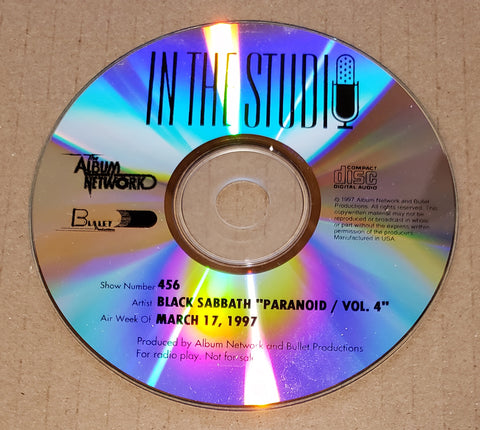 IN THE STUDIO
the
ALBUM
NETWORK
BULLET
COMPACT
disc
DIGITAL AUDIO
℗ 1997 Album Network and Bullet
Productions. All rights reserved. This
copywritten material may not be
reproduced or broadcast in whole
or part without the express written
permission of the producers.
Manufactured in USA.
Show Number 456
Artist BLACK SABBATH "PARANOID / VOL. 4"
Air Week Of MARCH 17, 1997
Produced by Album Network and Bullet Productions
For radio play. Not for sale